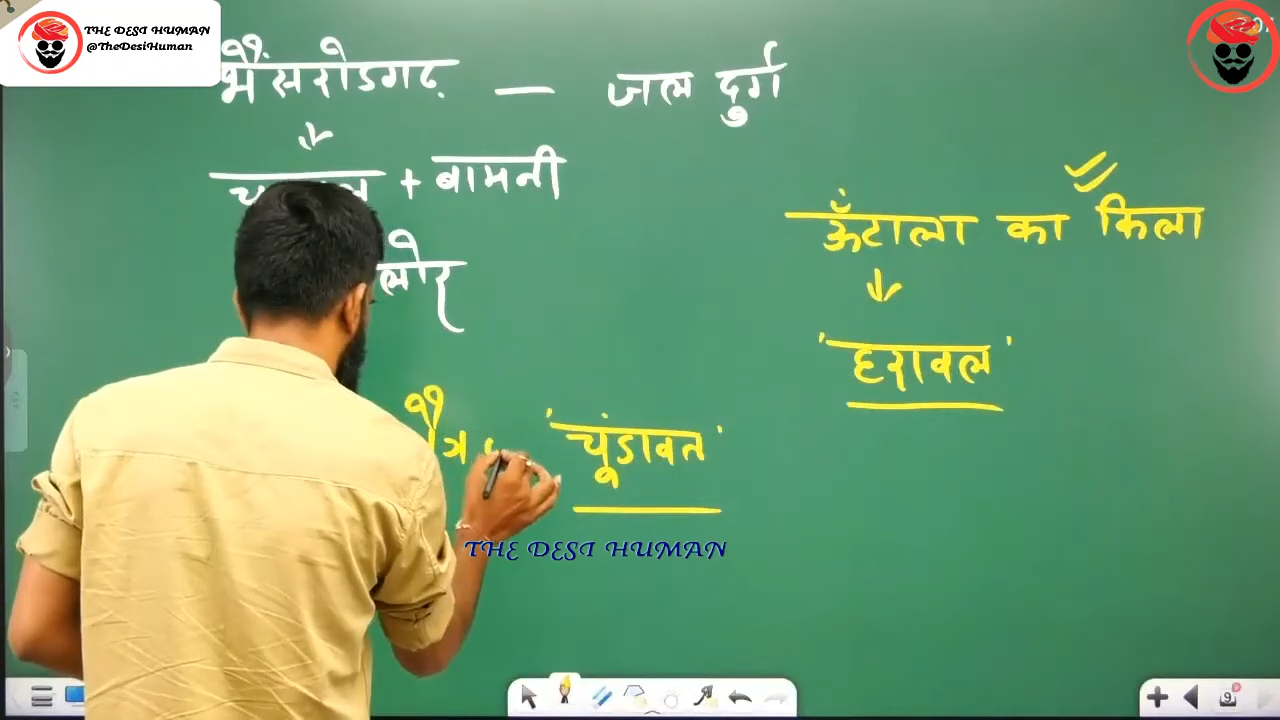 THE DESI HUMAN
@TheDesiHuman
भैंसरोडगढ़ — जल दुर्ग
+ बामनी
ऊँटाला का किला
'हरावल'
'चूंडावत'
THE DESI HUMAN